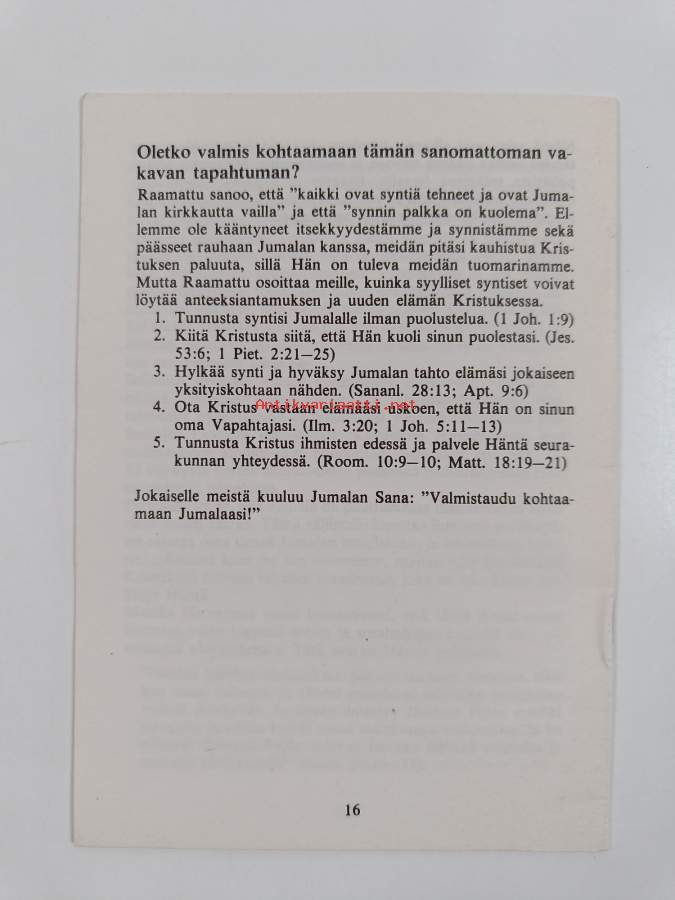 Oletko valmis kohtaamaan tämän sanomattoman va-
kavan tapahtuman?
Raamattu sanoo, että ”kaikki ovat syntiä tehneet ja ovat Juma-
lan kirkkautta vailla” ja että ”synnin palkka on kuolema”. El-
lemme ole kääntyneet itsekkyydestämme ja synnistämme sekä
päässeet rauhaan Jumalan kanssa, meidän pitäsi kauhistua Kris-
tuksen paluuta, sillä Hän on tuleva meidän tuomarinamme.
Mutta Raamattu osoittaa meille, kuinka syylliset syntiset voivat
löytää anteeksiantamuksen ja uuden elämän Kristuksessa.
1. Tunnusta syntisi Jumalalle ilman puolustelua. (1 Joh. 1:9)
2. Kiitä Kristusta siitä, että Hän kuoli sinun puolestasi. (Jes.
53:6; 1 Piet. 2:21—25)
3. Hylkää synti ja hyväksy Jumalan tahto elämäsi jokaiseen
yksityiskohtaan nähden. (Sananl. 28:13; Apt. 9:6)
4. Ota Kristus vastaan elämääsi uskoen, että Hän on sinun
Antikvariaatti.net
oma Vapahtajasi. (Ilm. 3:20; 1 Joh. 5:11—13)
5. Tunnusta Kristus ihmisten edessä ja palvele Häntä seura-
kunnan yhteydessä. (Room. 10:9—10; Matt. 18:19—21)
Jokaiselle meistä kuuluu Jumalan Sana: ”Valmistaudu kohtaa-
maan Jumalaasi!”
16